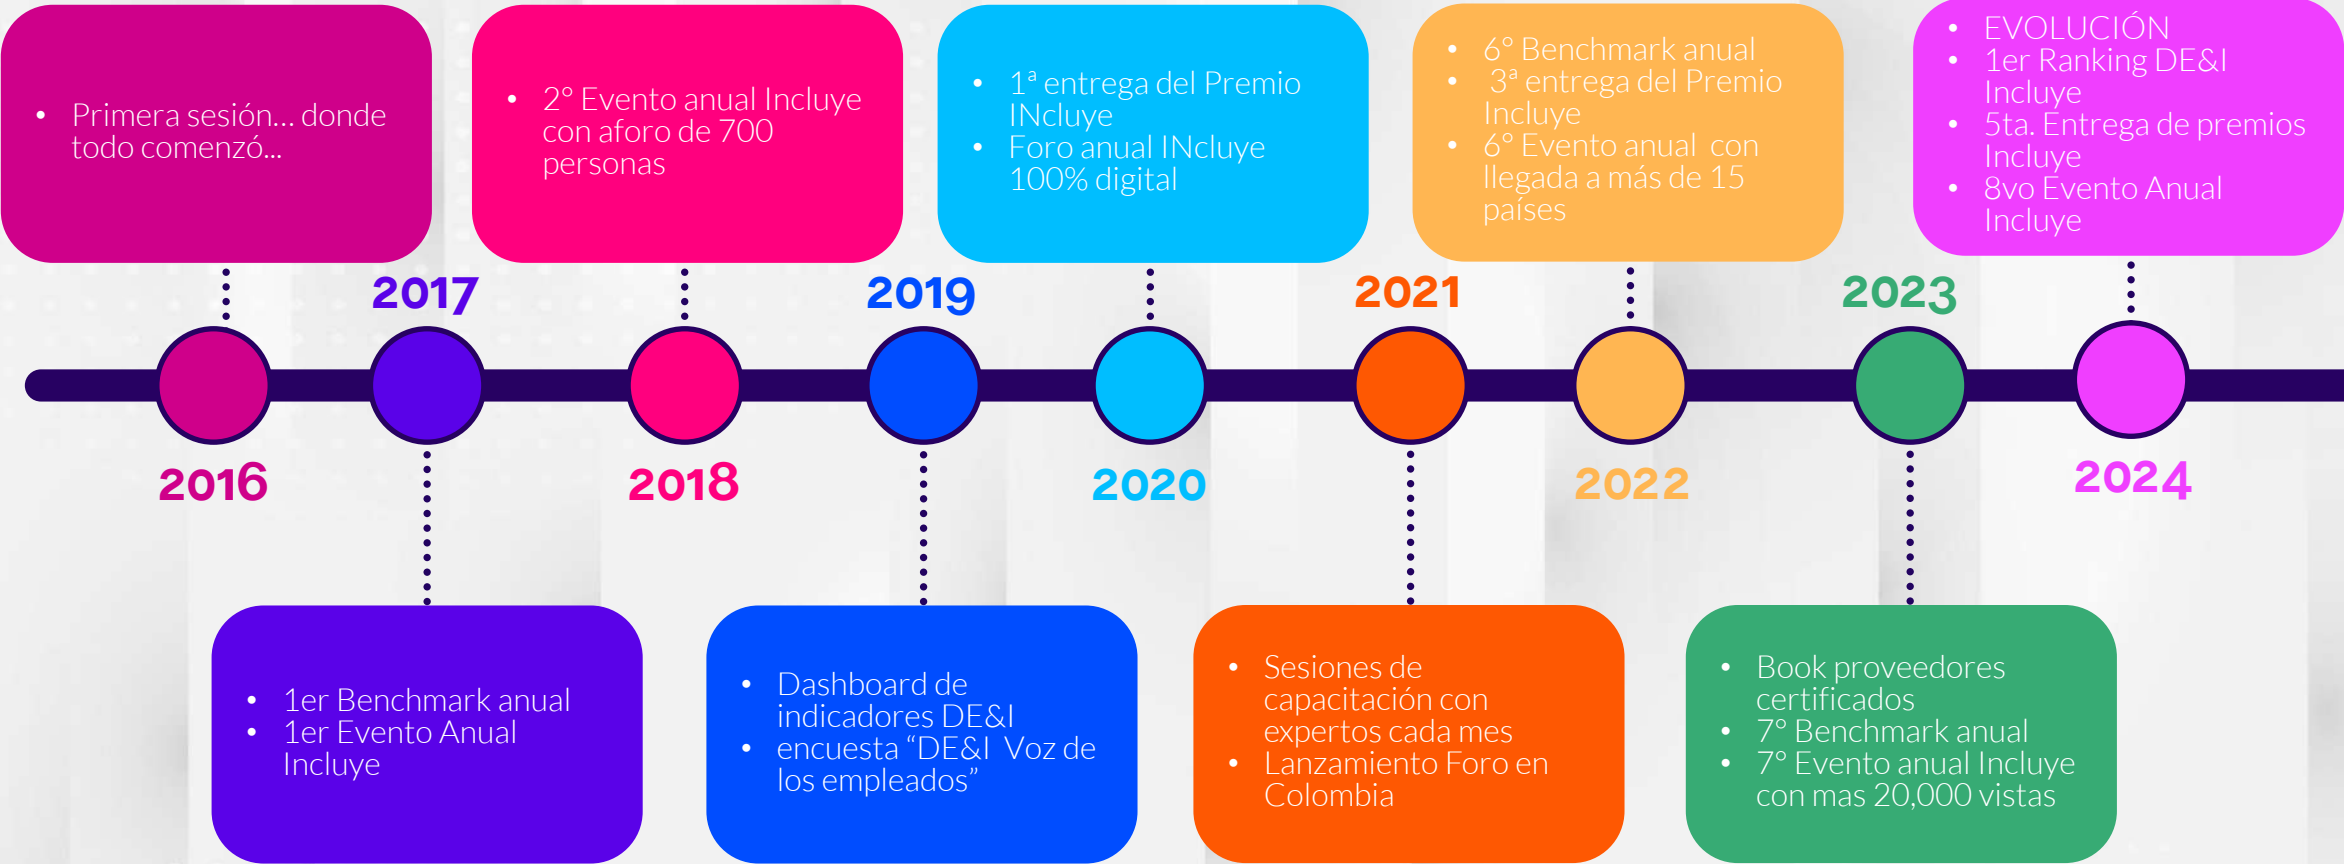 • Primera sesión... donde
todo comenzó...
2016
2017
• 1er Benchmark anual
• 1er Evento Anual
Incluye
• 2° Evento anual Incluye
con aforo de 700
personas
2018
2019
• Dashboard de
indicadores DE&I
• encuesta “DE&I Voz de
los empleados”
• 1ª entrega del Premio
INcluye
• Foro anual INcluye
100% digital
2020
2021
• Sesiones de
capacitación con
expertos cada mes
• Lanzamiento Foro en
Colombia
• 6° Benchmark anual
• 3ª entrega del Premio
Incluye
• 6° Evento anual con
llegada a más de 15
países
2022
2023
• Book proveedores
certificados
• 7° Benchmark anual
• 7° Evento anual Incluye
con mas 20,000 vistas
• EVOLUCIÓN
• 1er Ranking DE&I
Incluye
• 5ta. Entrega de premios
Incluye
• 8vo Evento Anual
Incluye
2024